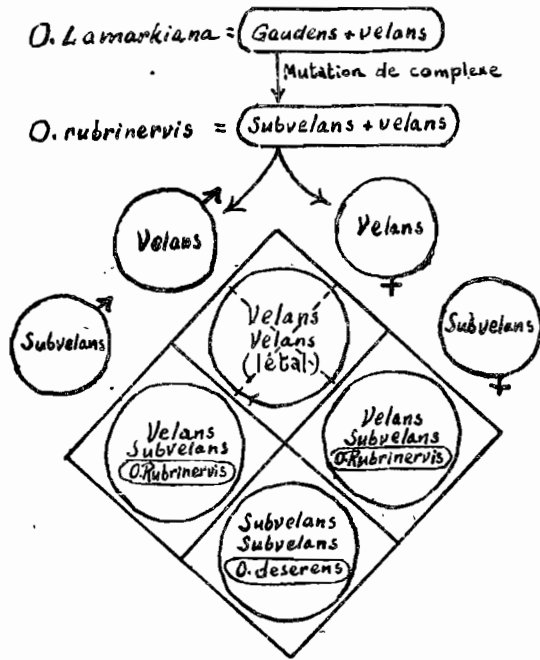 O. Lamarkiana = Gaudens + velans
Mutation de complexe
O. rubrinervis = Subvelans + velans
Velans
Velans
Subvelans
Subvelans
Velans
Velans
(létal)
Velans
Subvelans
O.Rubrinervis
Velans
Subvelans
O.Rubrinervis
Subvelans
Subvelans
O. deserens